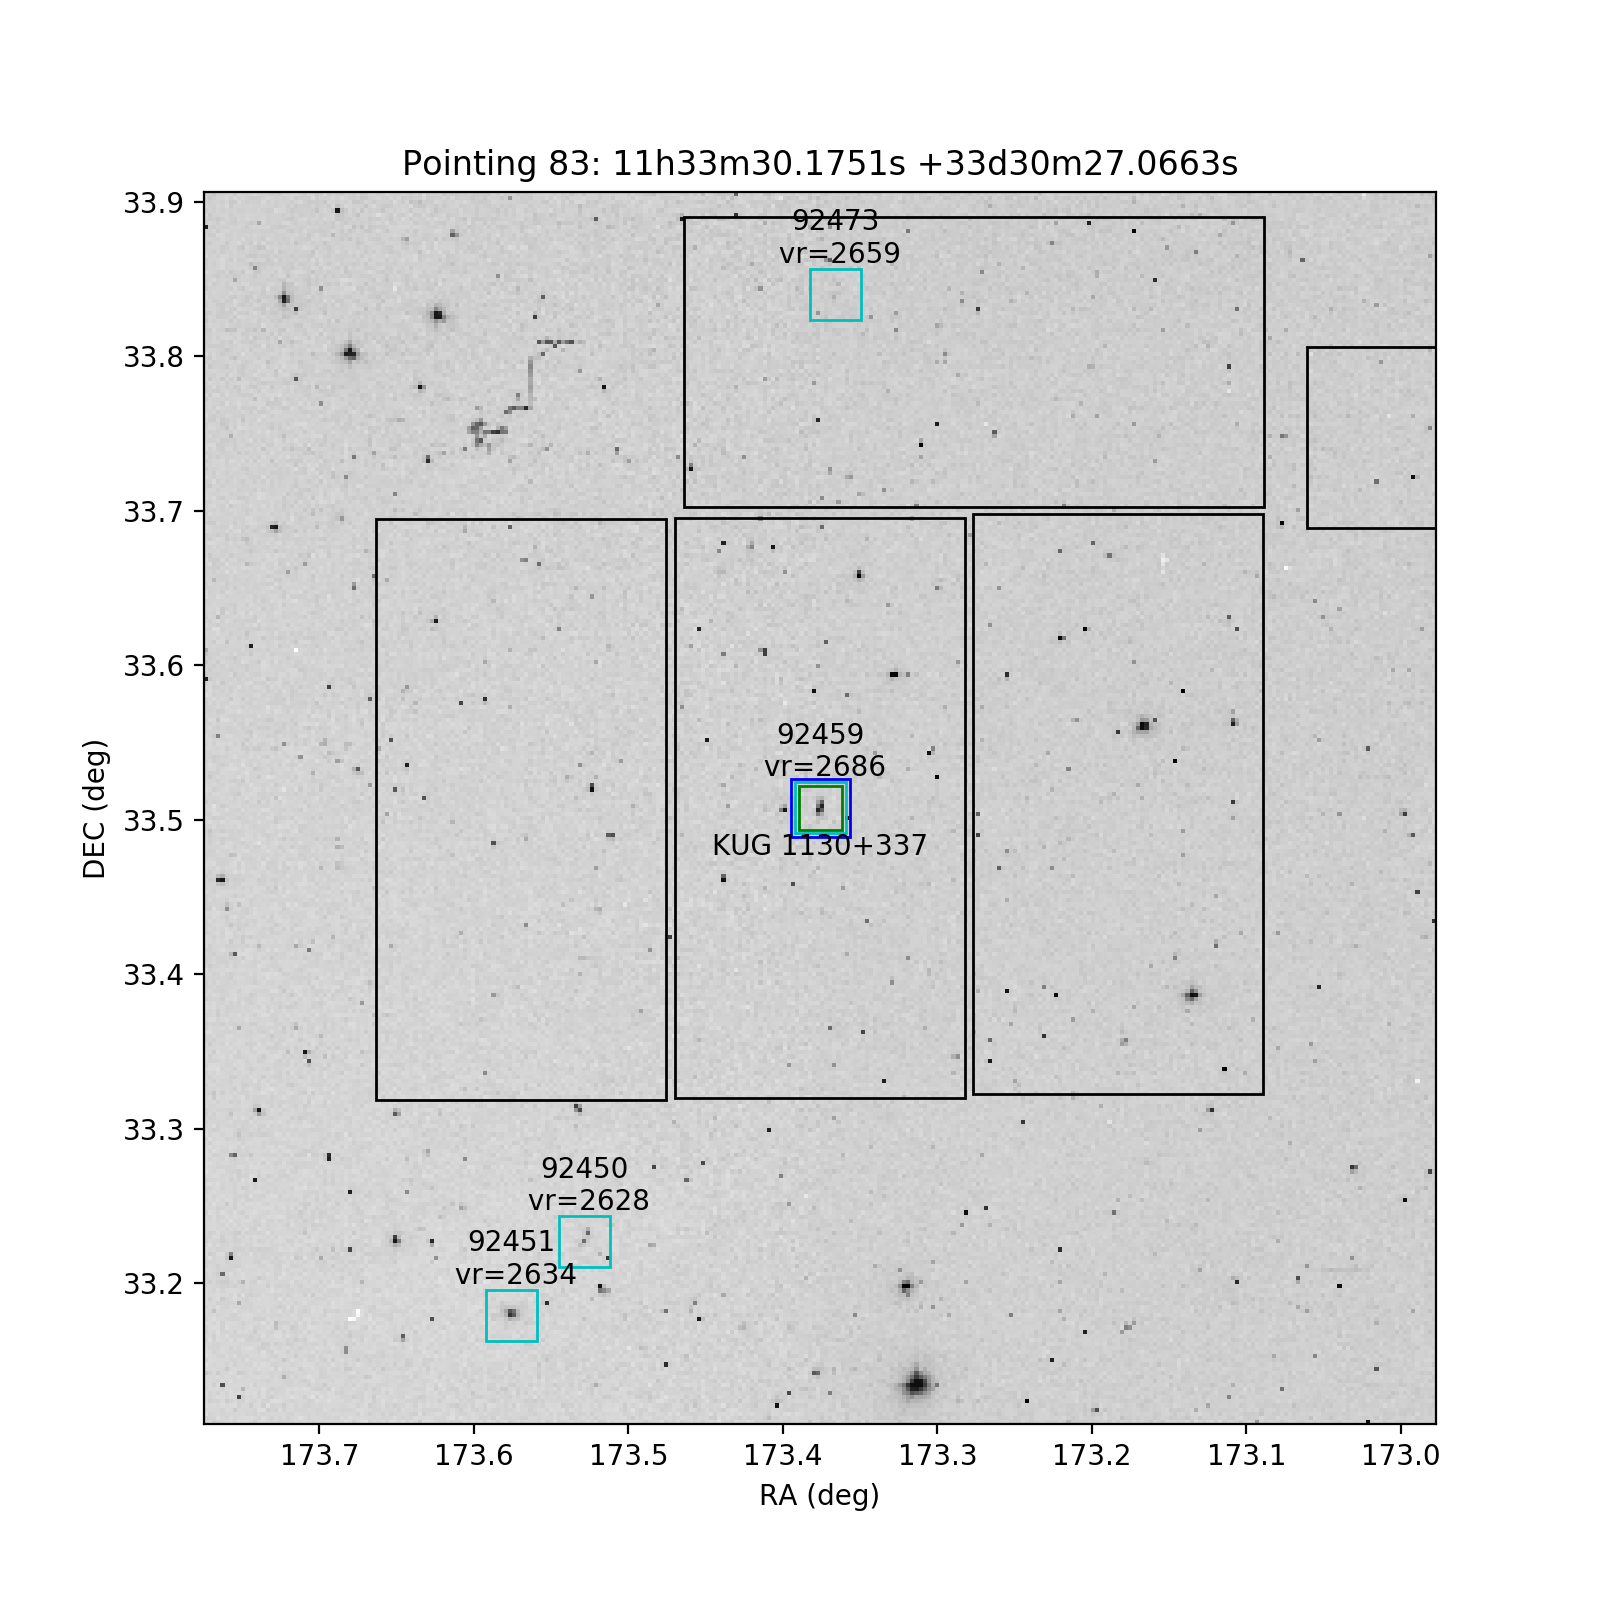 Pointing 83: 11h33m30.1751s +33d30m27.0663s
33.9
33.8
33.7
33.6
33.5
33.4
33.3
33.2
DEC (deg)
92473
vr=2659
92459
vr=2686
KUG 1130+337
92450
vr=2628
92451
vr=2634
173.7 173.6 173.5 173.4 173.3 173.2 173.1 173.0
RA (deg)